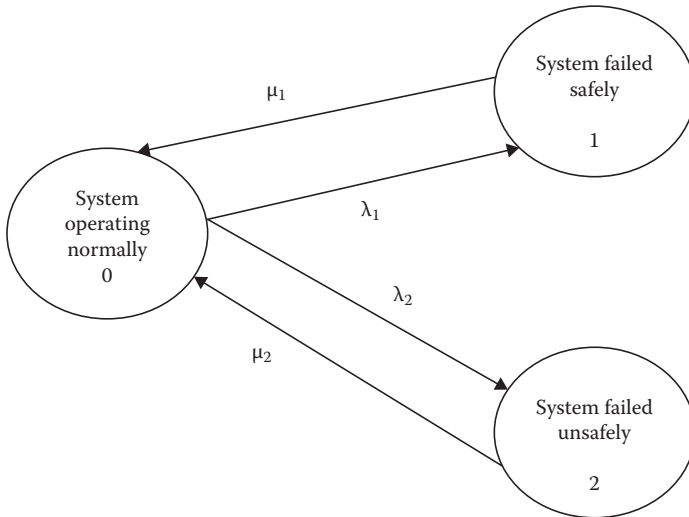 System failed
safely
1
μ1
λ1
System
operating
normally
0
λ2
μ2
System failed
unsafely
2